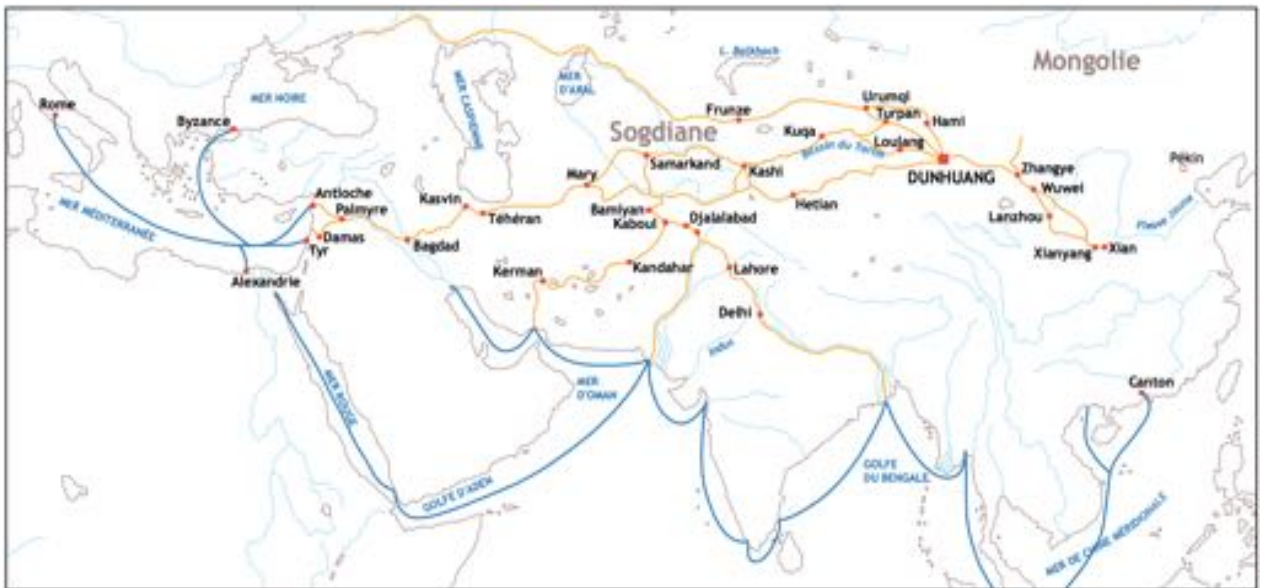 Mongolie
L. Balkhach
MER
D'ARAL
Rome
MER NOIRE
MER CASPIENNE
Byzance
Frunze
Urumqi
Turpan
Hami
Sogdiane
Kuqa
Loulang
Bassin du Tarim
Samarkand
Kashi
DUNHUANG
Zhangye
Pékin
Mary
Wuwei
Antioche
Kasvin
Palmyre
Téhéran
Bamiyan
Djalalabad
Hetian
Lanzhou
Fleuve Jaune
MER MÉDITERRANÉE
Kaboul
Damas
Tyr
Bagdad
Xianyang
Xian
Alexandrie
Kerman
Kandahar
Lahore
Delhi
Indus
MER ROUGE
MER
D'OMAN
Canton
GOLFE D'ADEN
GOLFE
DU BENGALE
MER DE CHINE MÉRIDIONALE